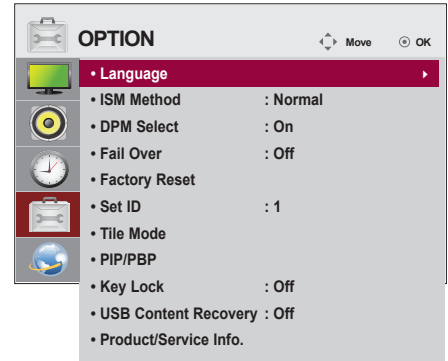 OPTION Move OK
• Language
• ISM Method : Normal
• DPM Select : On
• Fail Over : Off
• Factory Reset
• Set ID : 1
• Tile Mode
• PIP/PBP
• Key Lock : Off
• USB Content Recovery : Off
• Product/Service Info.